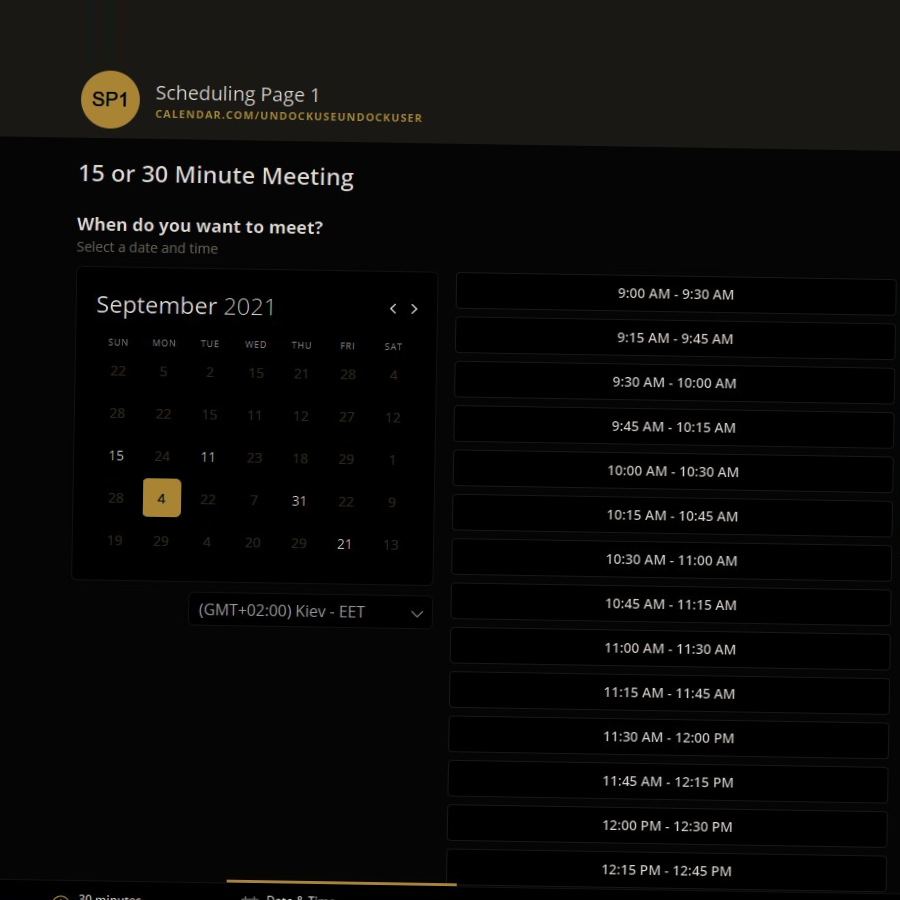 SP1
Scheduling Page 1
CALENDAR.COM/UNDOCKUSEUNDOCKUSER
15 or 30 Minute Meeting
When do you want to meet?
Select a date and time
September 2021
SUN MON TUE WED THU FRI SAT
22 5 2 15 21 28 4
28 22 15 11 12 27 12
15 24 11 23 18 29 1
28 4 22 7 31 22 9
19 29 4 20 29 21 13
(GMT+02:00) Kiev - EET
9:00 AM - 9:30 AM
9:15 AM - 9:45 AM
9:30 AM - 10:00 AM
9:45 AM - 10:15 AM
10:00 AM - 10:30 AM
10:15 AM - 10:45 AM
10:30 AM - 11:00 AM
10:45 AM - 11:15 AM
11:00 AM - 11:30 AM
11:15 AM - 11:45 AM
11:30 AM - 12:00 PM
11:45 AM - 12:15 PM
12:00 PM - 12:30 PM
12:15 PM - 12:45 PM
30 minutes
Date & Time